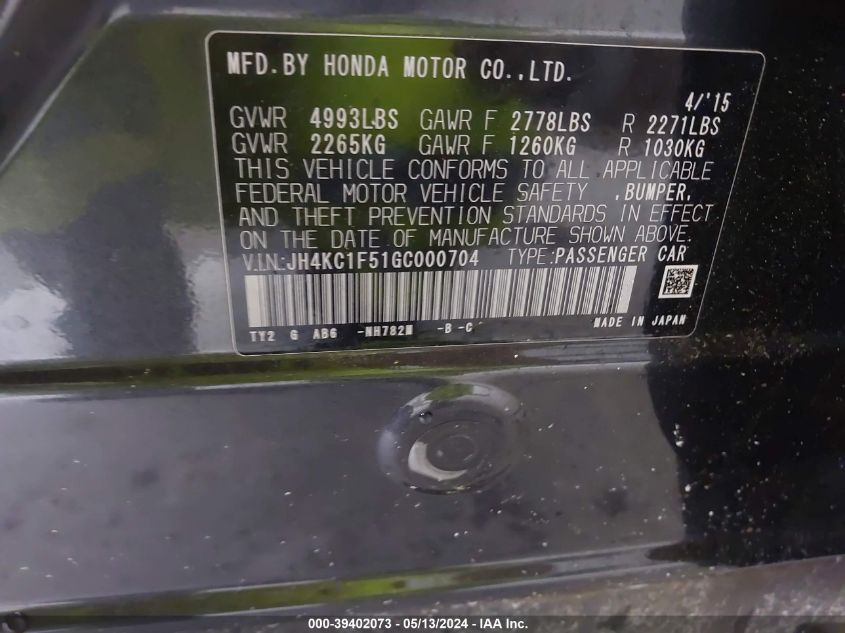 MFD. BY HONDA MOTOR CO., LTD.
4/'15
GVWR 4993LBS GAWR F 2778LBS R 2271LBS
GVWR 2265KG GAWR F 1260KG R 1030KG
THIS VEHICLE CONFORMS TO ALL APPLICABLE
FEDERAL MOTOR VEHICLE SAFETY , BUMPER,
AND THEFT PREVENTION STANDARDS IN EFFECT
ON THE DATE OF MANUFACTURE SHOWN ABOVE.
V.I.N.:JH4KC1F51GC000704 TYPE:PASSENGER CAR
TY2 G AB6 -NH782M -B -C MADE IN JAPAN
000-39402073 - 05/13/2024 - IAA Inc.